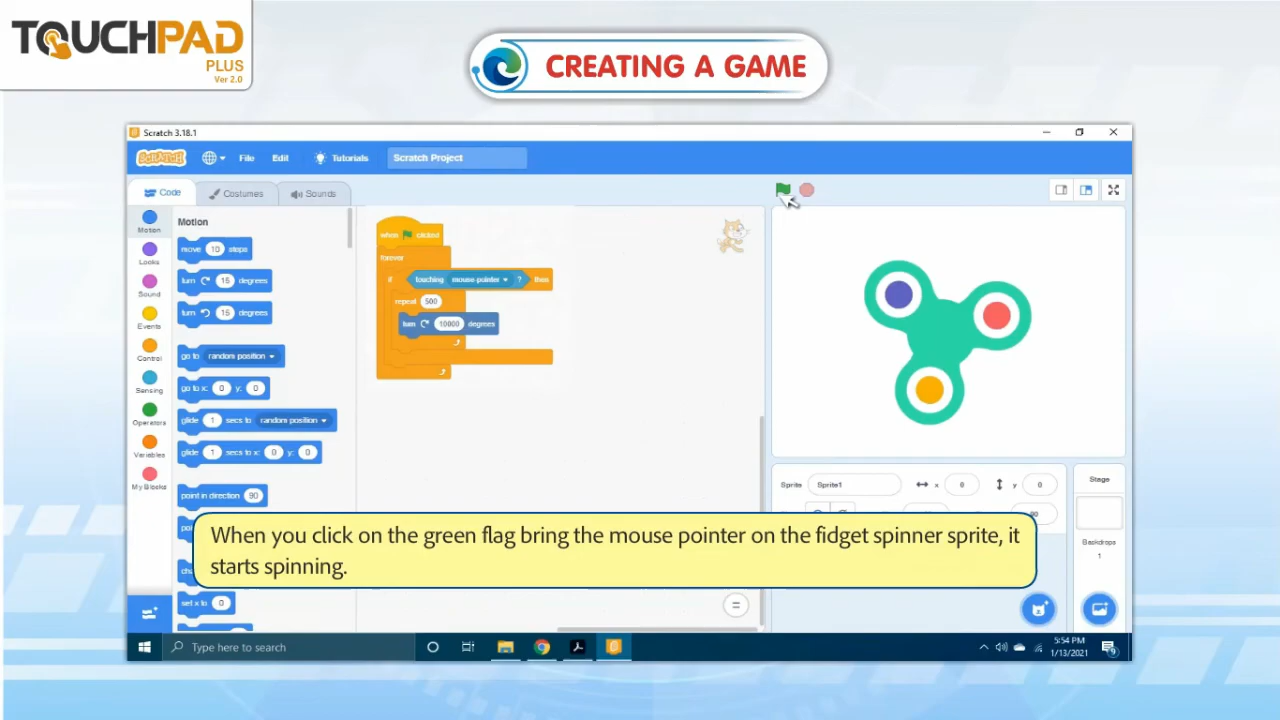 TOUCHPAD
PLUS
Ver 2.0
CREATING A GAME
Scratch 3.18.1
SCRATCH
File
Edit
Tutorials
Scratch Project
Code
Costumes
Sounds
Motion
Looks
Sound
Events
Control
Sensing
Operators
Variables
My Blocks
Motion
move 10 steps
turn 15 degrees
turn 15 degrees
go to random position
go to x: 0 y: 0
glide 1 secs to random position
glide 1 secs to x: 0 y: 0
point in direction 90
set x to 0
when clicked
forever
if touching mouse-pointer ? then
repeat 500
turn 10000 degrees
Sprite Sprite1 x 0 y 0
Stage
Backdrops
1
When you click on the green flag bring the mouse pointer on the fidget spinner sprite, it
starts spinning.
Type here to search
5:54 PM
1/13/2021